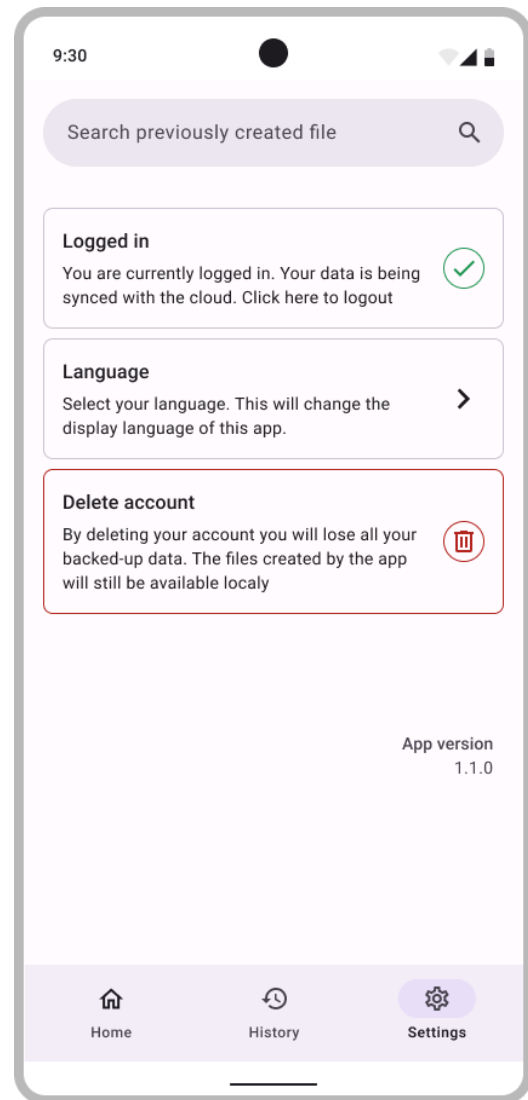 9:30
Search previously created file
Logged in
You are currently logged in. Your data is being
synced with the cloud. Click here to logout
Language
Select your language. This will change the
display language of this app.
Delete account
By deleting your account you will lose all your
backed-up data. The files created by the app
will still be available localy
App version
1.1.0
Home
History
Settings